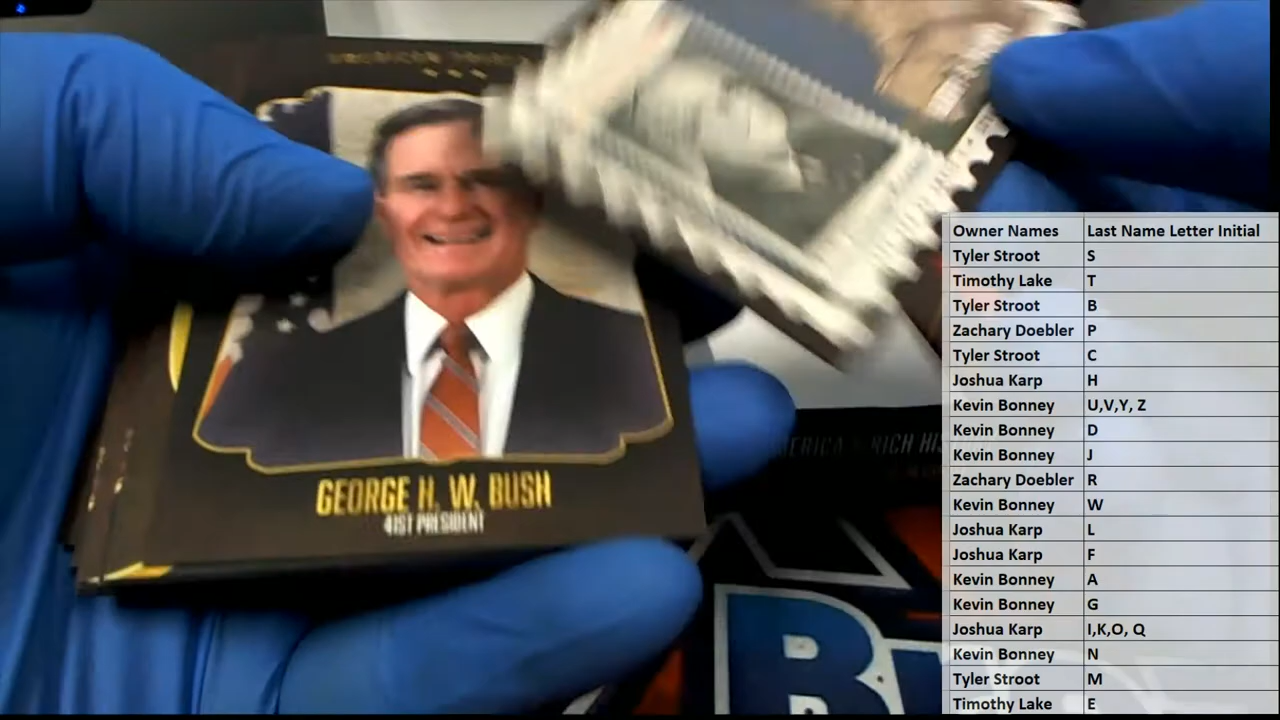 GEORGE H. W. BUSH
41ST PRESIDENT
AMERICA'S RICH
Owner Names Last Name Letter Initial
Tyler Stroot S
Timothy Lake T
Tyler Stroot B
Zachary Doebler P
Tyler Stroot C
Joshua Karp H
Kevin Bonney U,V,Y, Z
Kevin Bonney D
Kevin Bonney J
Zachary Doebler R
Kevin Bonney W
Joshua Karp L
Joshua Karp F
Kevin Bonney A
Kevin Bonney G
Joshua Karp I,K,O, Q
Kevin Bonney N
Tyler Stroot M
Timothy Lake E